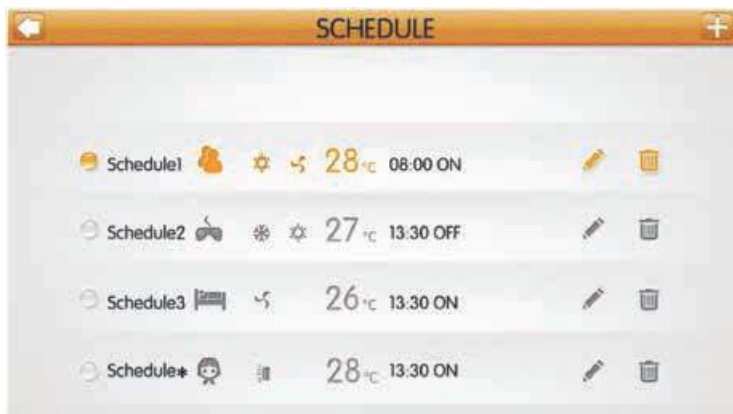 SCHEDULE
Schedule1 28°C 08:00 ON
Schedule2 27°C 13:30 OFF
Schedule3 26°C 13:30 ON
Schedule* 28°C 13:30 ON